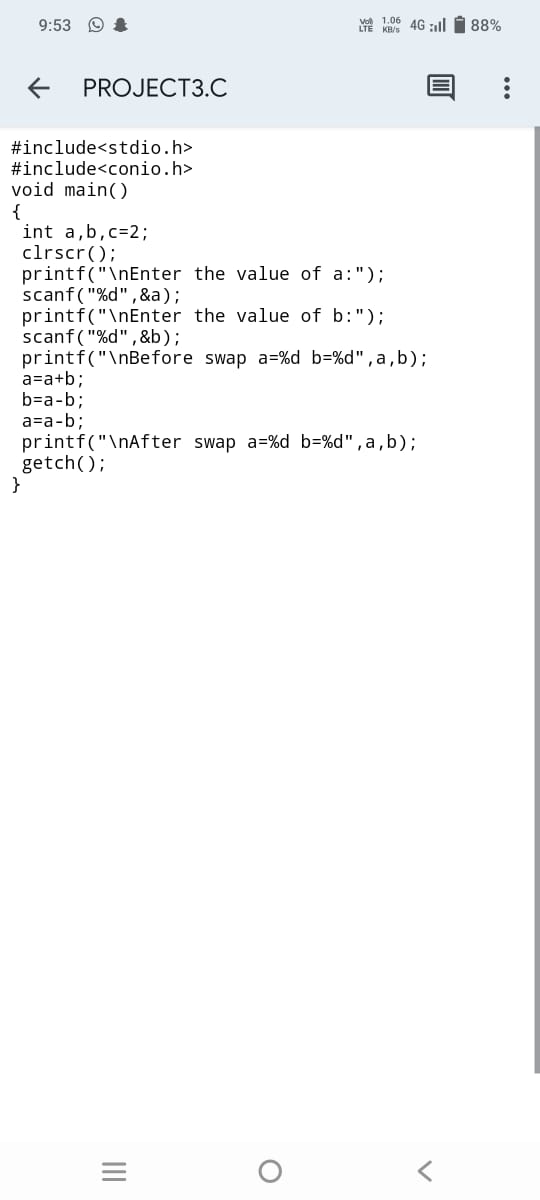 9:53 Vo) LTE 1.06 KB/s 4G 88%
PROJECT3.C
#include<stdio.h>
#include<conio.h>
void main()
{
 int a,b,c=2;
 clrscr();
 printf("\nEnter the value of a:");
 scanf("%d",&a);
 printf("\nEnter the value of b:");
 scanf("%d",&b);
 printf("\nBefore swap a=%d b=%d",a,b);
 a=a+b;
 b=a-b;
 a=a-b;
 printf("\nAfter swap a=%d b=%d",a,b);
 getch();
}